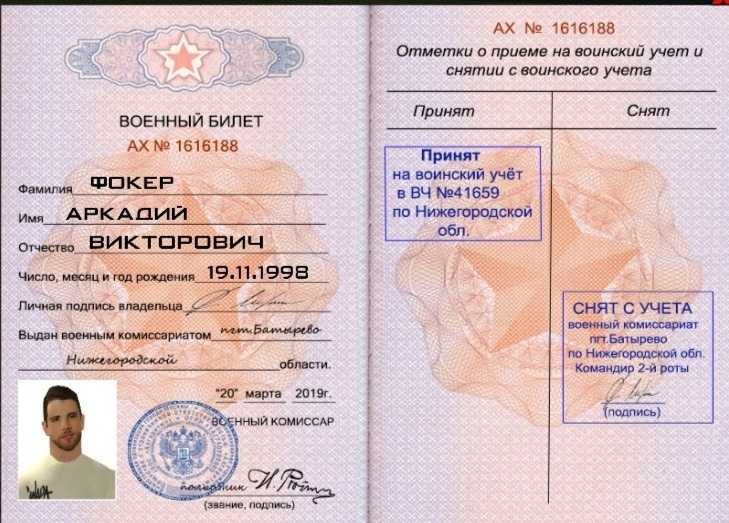 ВОЕННЫЙ БИЛЕТ
АХ № 1616188
Фамилия ФОКЕР
Имя АРКАДИЙ
Отчество ВИКТОРОВИЧ
Число, месяц и год рождения 19.11.1998
Личная подпись владельца
Выдан военным комиссариатом пгт.Батырево
Нижегородской области.
"20" марта 2019г.
ВОЕННЫЙ КОМИССАР
полковник
(звание, подпись)
АХ № 1616188
Отметки о приеме на воинский учет и
снятии с воинского учета
Принят Снят
Принят
на воинский учёт
в ВЧ №41659
по Нижегородской
обл.
СНЯТ С УЧЕТА
военный комиссариат
пгт.Батырево
по Нижегородской обл.
Командир 2-й роты
(подпись)